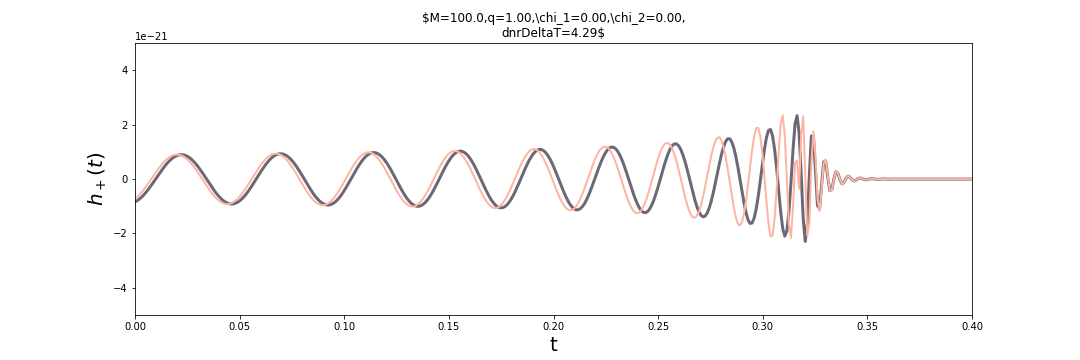 $M=100.0,q=1.00,\chi_1=0.00,\chi_2=0.00,
dnrDeltaT=4.29$
1e−21
4
2
0
−2
−4
h₊(t)
0.00 0.05 0.10 0.15 0.20 0.25 0.30 0.35 0.40
t